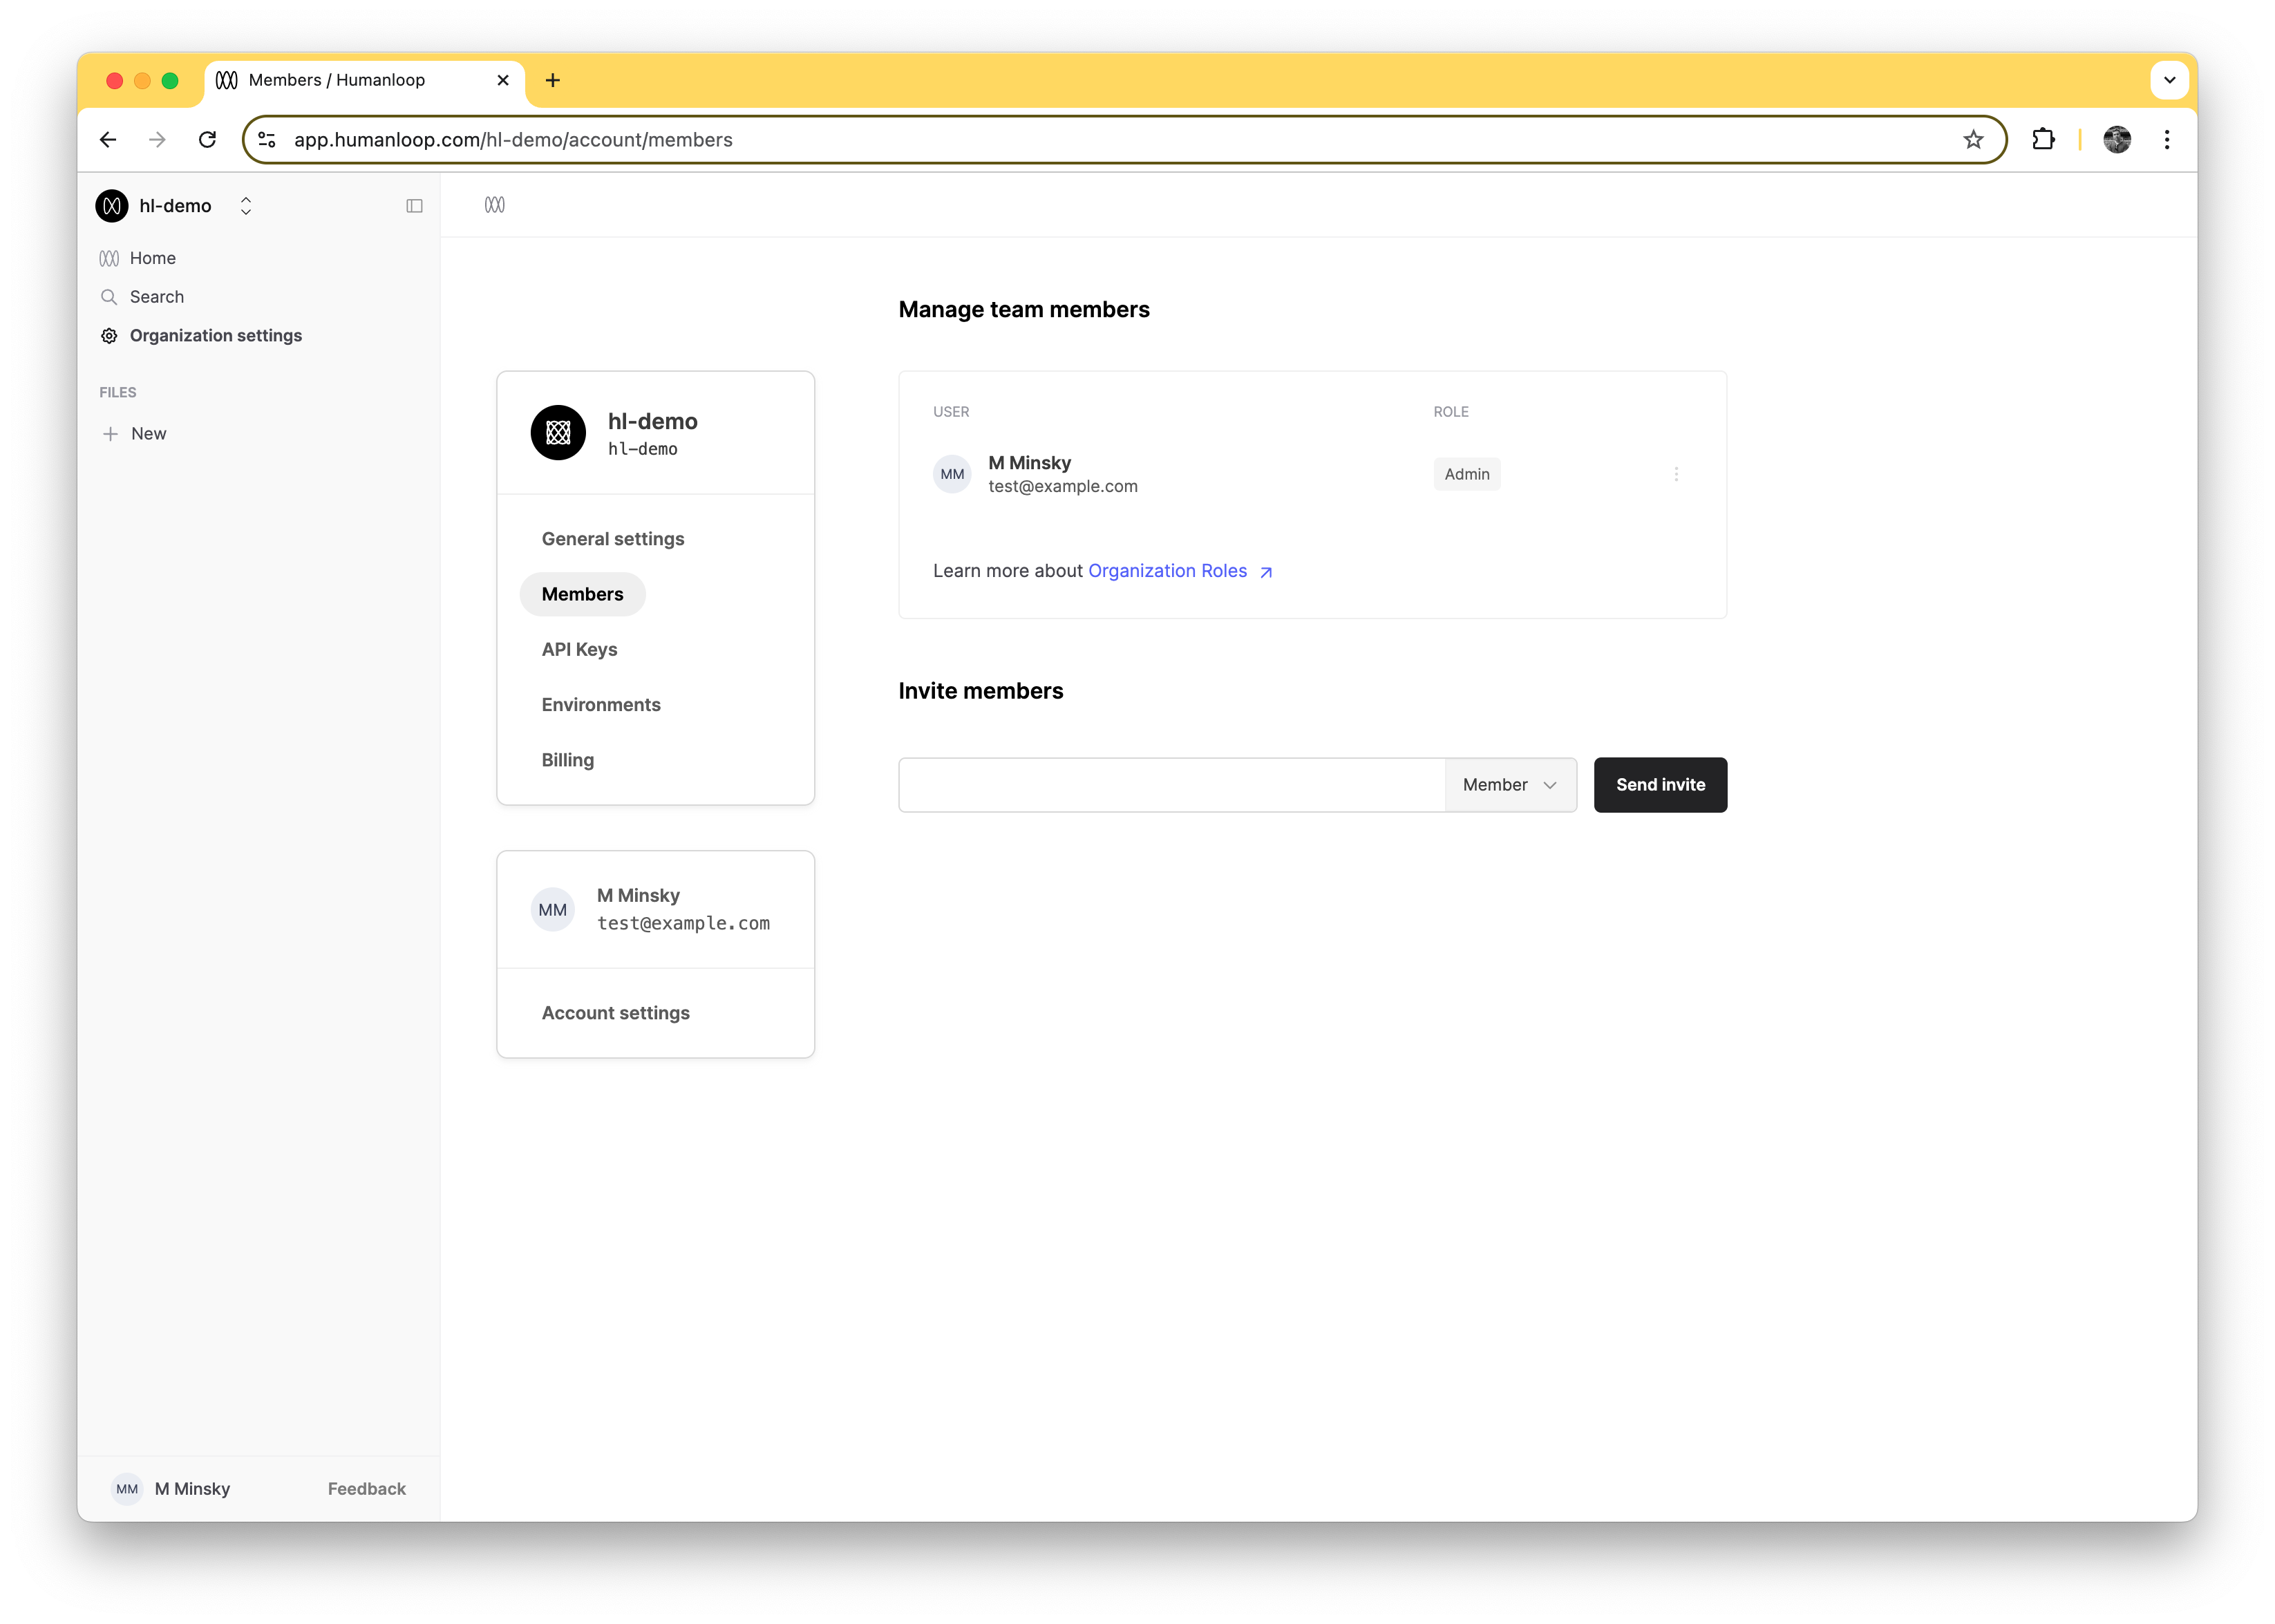 Members / Humanloop
app.humanloop.com/hl-demo/account/members
hl-demo
Home
Search
Organization settings
FILES
New
Manage team members
hl-demo
hl-demo
General settings
Members
API Keys
Environments
Billing
USER ROLE
MM M Minsky Admin
test@example.com
Learn more about Organization Roles
Invite members
Member Send invite
MM M Minsky
test@example.com
Account settings
MM M Minsky Feedback